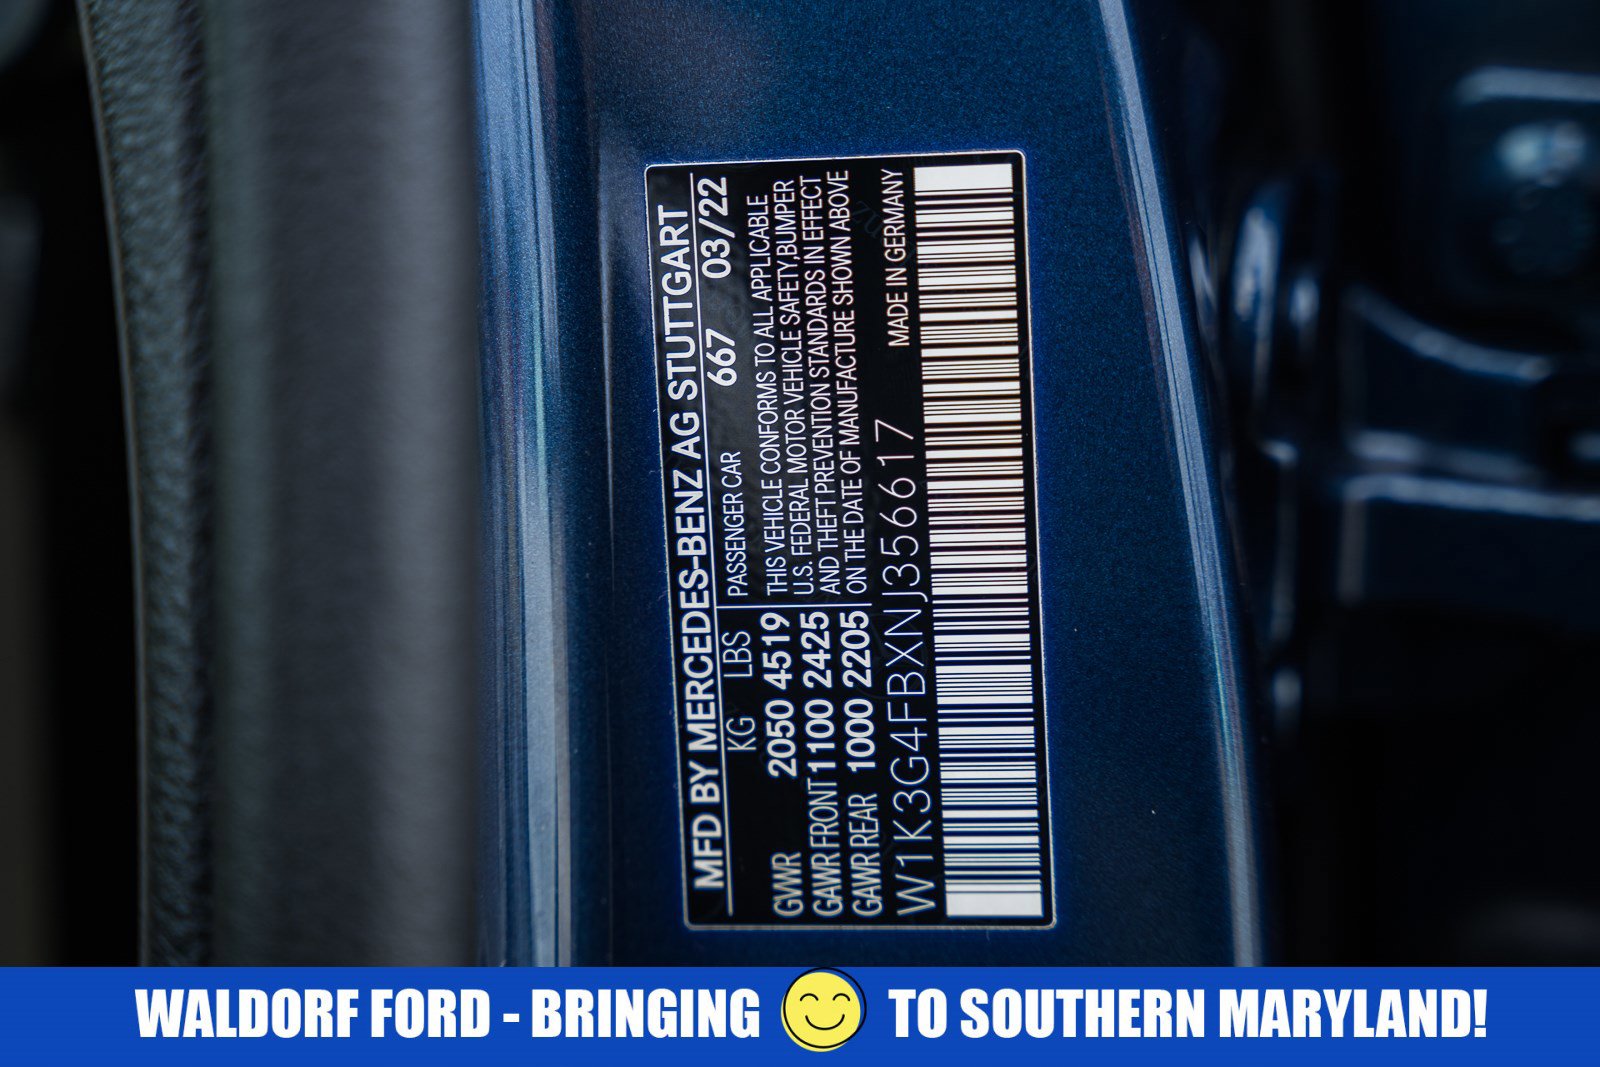 MFD BY MERCEDES-BENZ AG STUTTGART
KG LBS PASSENGER CAR 667 03/22
GVWR 2050 4519 THIS VEHICLE CONFORMS TO ALL APPLICABLE
U.S. FEDERAL MOTOR VEHICLE SAFETY,BUMPER
GAWR FRONT 1100 2425 AND THEFT PREVENTION STANDARDS IN EFFECT
GAWR REAR 1000 2205 ON THE DATE OF MANUFACTURE SHOWN ABOVE
W1K3G4FBXNJ356617 MADE IN GERMANY
WALDORF FORD - BRINGING TO SOUTHERN MARYLAND!